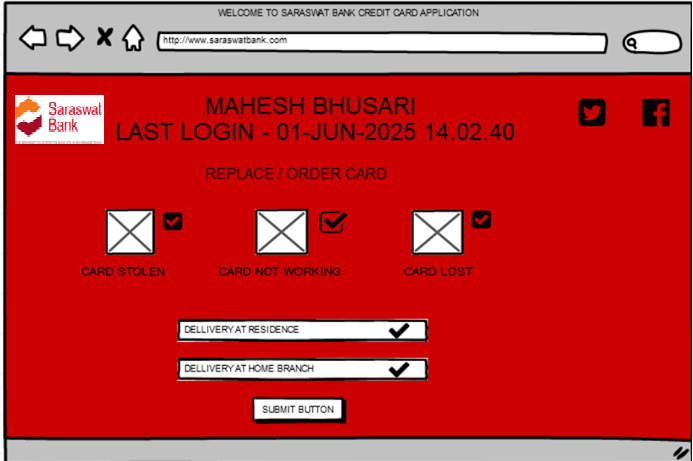 WELCOME TO SARASWAT BANK CREDIT CARD APPLICATION
http://www.saraswatbank.com
Saraswat
Bank
MAHESH BHUSARI
LAST LOGIN - 01-JUN-2025 14.02.40
REPLACE / ORDER CARD
CARD STOLEN CARD NOT WORKING CARD LOST
DELLIVERY AT RESIDENCE
DELLIVERY AT HOME BRANCH
SUBMIT BUTTON